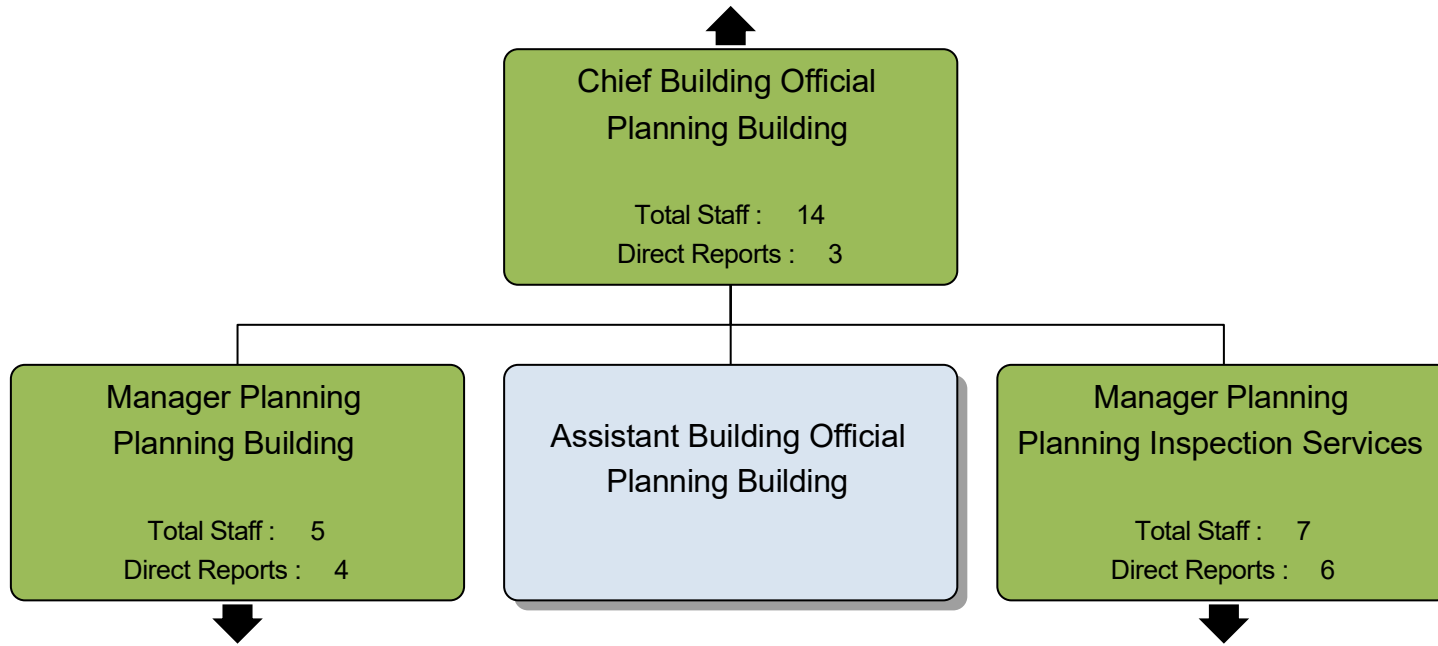 Chief Building Official
Planning Building
Total Staff : 14
Direct Reports : 3
Manager Planning
Planning Building
Total Staff : 5
Direct Reports : 4
Assistant Building Official
Planning Building
Manager Planning
Planning Inspection Services
Total Staff : 7
Direct Reports : 6